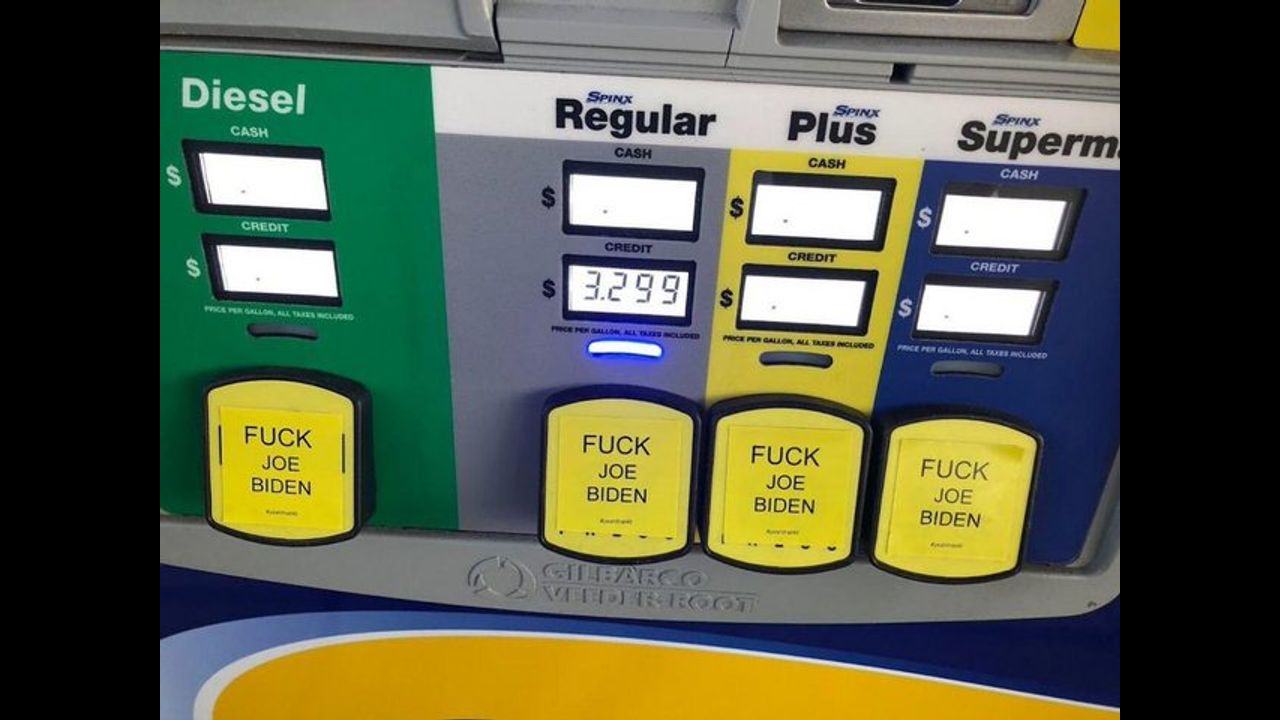 Diesel
CASH
$
CREDIT
$
PRICE PER GALLON, ALL TAXES INCLUDED
SPINX
Regular
CASH
$
CREDIT
$ 3.299
PRICE PER GALLON, ALL TAXES INCLUDED
SPINX
Plus
CASH
$
CREDIT
$
PRICE PER GALLON, ALL TAXES INCLUDED
SPINX
Superm
CASH
$
CREDIT
$
PRICE PER GALLON, ALL TAXES INCLUDED
FUCK
JOE
BIDEN
FUCK
JOE
BIDEN
FUCK
JOE
BIDEN
FUCK
JOE
BIDEN
GILBARCO
VEEDER-ROOT